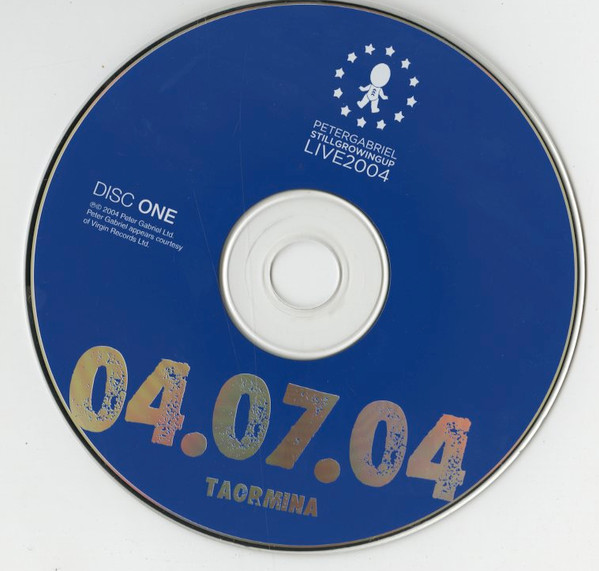 PETERGABRIEL
STILLGROWINGUP
LIVE2004
DISC ONE
℗© 2004 Peter Gabriel Ltd.
Peter Gabriel appears courtesy
of Virgin Records Ltd.
04.07.04
TAORMINA